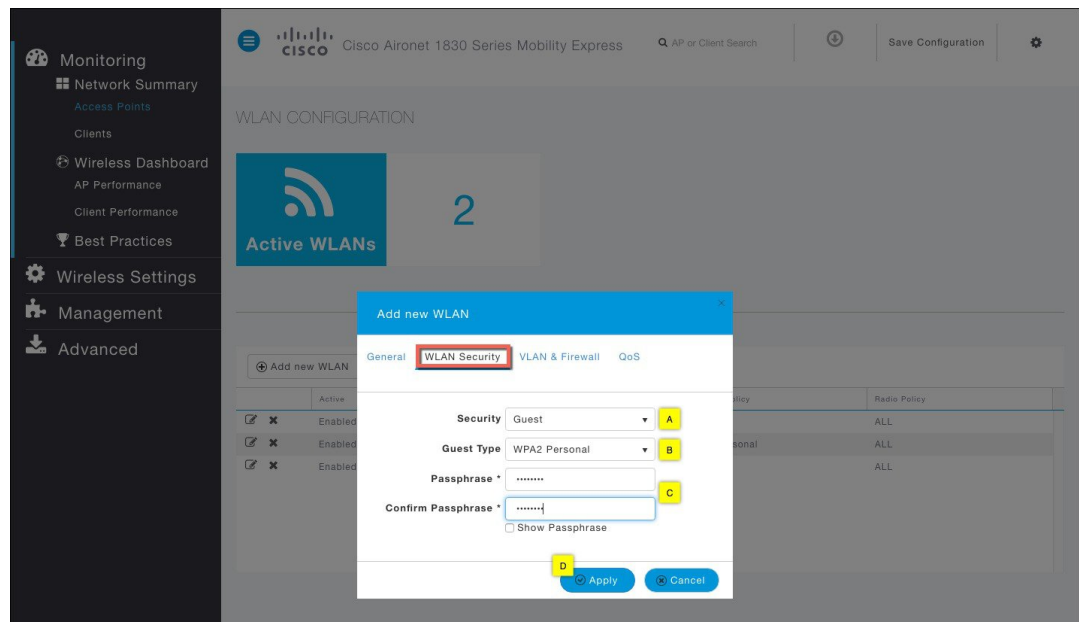 Monitoring
Network Summary
Access Points
Clients
Wireless Dashboard
AP Performance
Client Performance
Best Practices
Wireless Settings
Management
Advanced
CISCO
Cisco Aironet 1830 Series Mobility Express
AP or Client Search
Save Configuration
WLAN CONFIGURATION
Active WLANs
2
Add new WLAN
Active
Radio Policy
Enabled
ALL
Enabled
ALL
Enabled
ALL
Add new WLAN
×
General
WLAN Security
VLAN & Firewall
QoS
Security
Guest
A
Guest Type
WPA2 Personal
B
Passphrase *
••••••••
Confirm Passphrase *
••••••••
C
Show Passphrase
D
Apply
Cancel